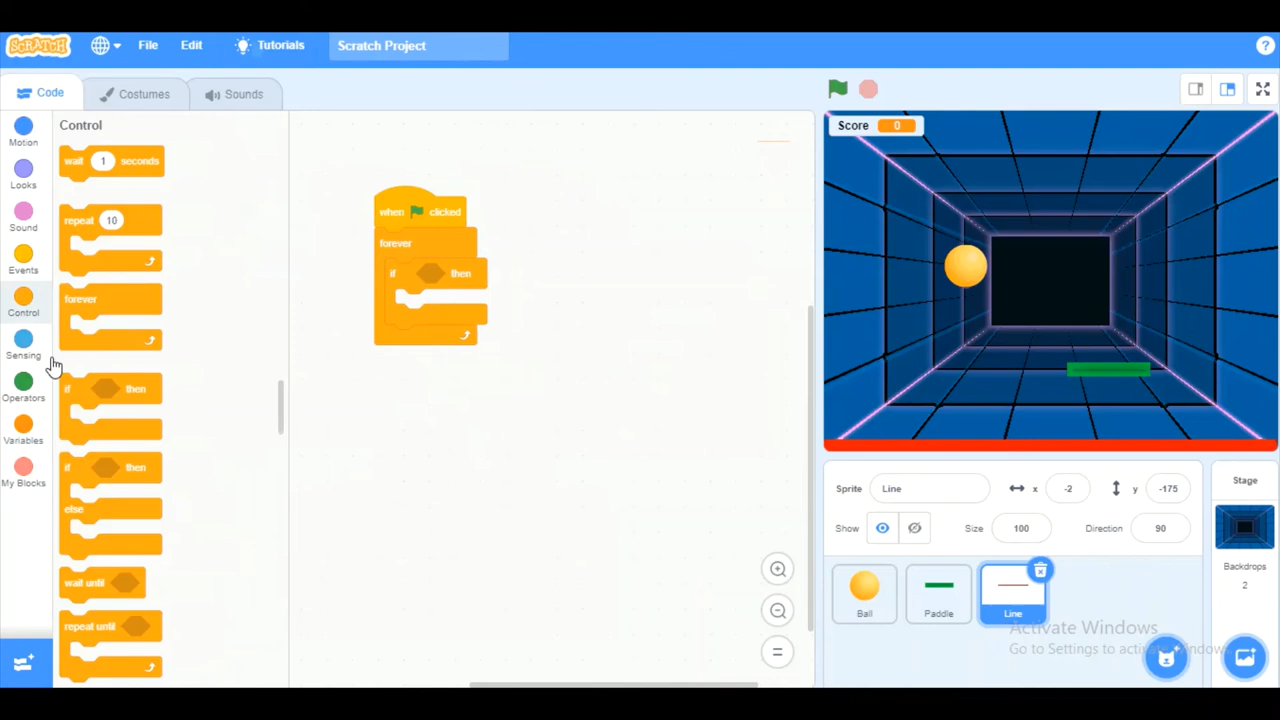 SCRATCH
File
Edit
Tutorials
Scratch Project
?
Code
Costumes
Sounds
Motion
Looks
Sound
Events
Control
Sensing
Operators
Variables
My Blocks
Control
wait 1 seconds
repeat 10
forever
if then
if then
else
wait until
repeat until
when clicked
forever
if then
Score 0
Sprite Line
x -2
y -175
Show
Size 100
Direction 90
Ball
Paddle
Line
Stage
Backdrops
2
Activate Windows
Go to Settings to activate Windows.